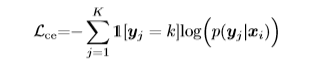 $\mathcal{L}_{\text{ce}} = -\sum_{j=1}^{K} \mathbb{1}[\boldsymbol{y}_j = k] \log\Big(p(\boldsymbol{y}_j|\boldsymbol{x}_i)\Big)$